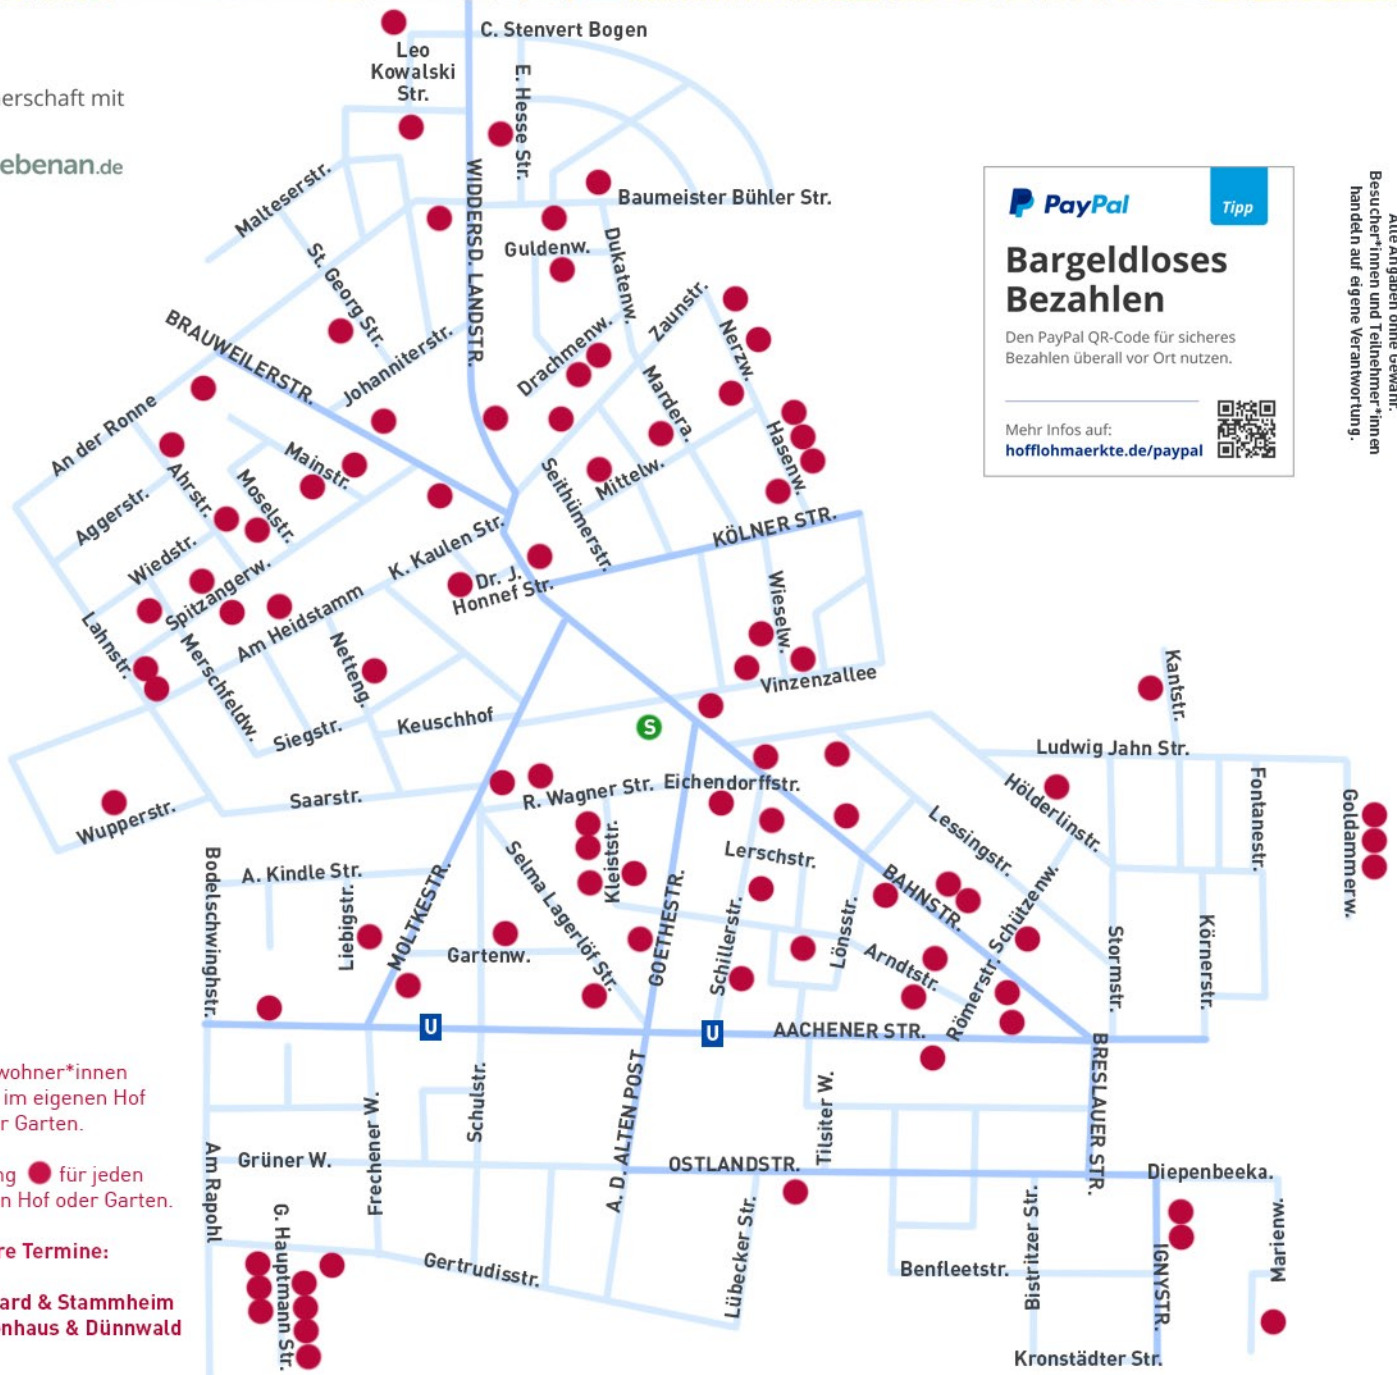 C. Stenvert Bogen
Leo
Kowalski
Str.
E. Hesse Str.
erschaft mit
ebenan.de
WIDDERSD. LANDSTR.
Malteserstr.
Baumeister Bühler Str.
St. Georg Str.
Guldenw.
Dukatenw.
Zaunstr.
Nerzw.
BRAUWEILERSTR.
Johanniterstr.
Drachmenw.
Mardera.
An der Ronne
Hasenw.
Mainstr.
Ahrstr.
Moselstr.
Seithümerstr.
Mittelw.
Aggerstr.
KÖLNER STR.
K. Kaulen Str.
Wiedstr.
Dr. J.
Honnef Str.
Spitzangerw.
Am Heidstamm
Wieselw.
Lahnstr.
Merschfeldw.
Netteng.
Vinzenzallee
Keuschhof
Siegstr.
S
Kantstr.
Ludwig Jahn Str.
Saarstr.
Wupperstr.
R. Wagner Str.
Eichendorffstr.
Hölderlinstr.
Fontanestr.
Goldammerw.
Lessingstr.
Kleiststr.
Lerschstr.
Selma Lagerlöf Str.
A. Kindle Str.
Bodelschwinghstr.
Liebigstr.
MOLTKESTR.
GOETHESTR.
BAHNSTR.
Schützenw.
Schillerstr.
Lönsstr.
Gartenw.
Arndtstr.
Römerstr.
Stormstr.
Körnerstr.
U
U
AACHENER STR.
BRESLAUER STR.
Schulstr.
A. D. ALTEN POST
Tilsiter W.
Frechener W.
Grüner W.
Am Rapohl
OSTLANDSTR.
Diepenbeeka.
G. Hauptmann Str.
Gertrudisstr.
Lübecker Str.
Benfleetstr.
Bistritzer Str.
IGNYSTR.
Marienw.
Kronstädter Str.
wohner*innen
im eigenen Hof
r Garten.
ng für jeden
n Hof oder Garten.
re Termine:
ard & Stammheim
nhaus & Dünnwald
PayPal
Tipp
Bargeldloses
Bezahlen
Den PayPal QR-Code für sicheres
Bezahlen überall vor Ort nutzen.
Mehr Infos auf:
hofflohmaerkte.de/paypal
Alle Angaben ohne Gewähr.
Besucher*innen und Teilnehmer*innen
handeln auf eigene Verantwortung.